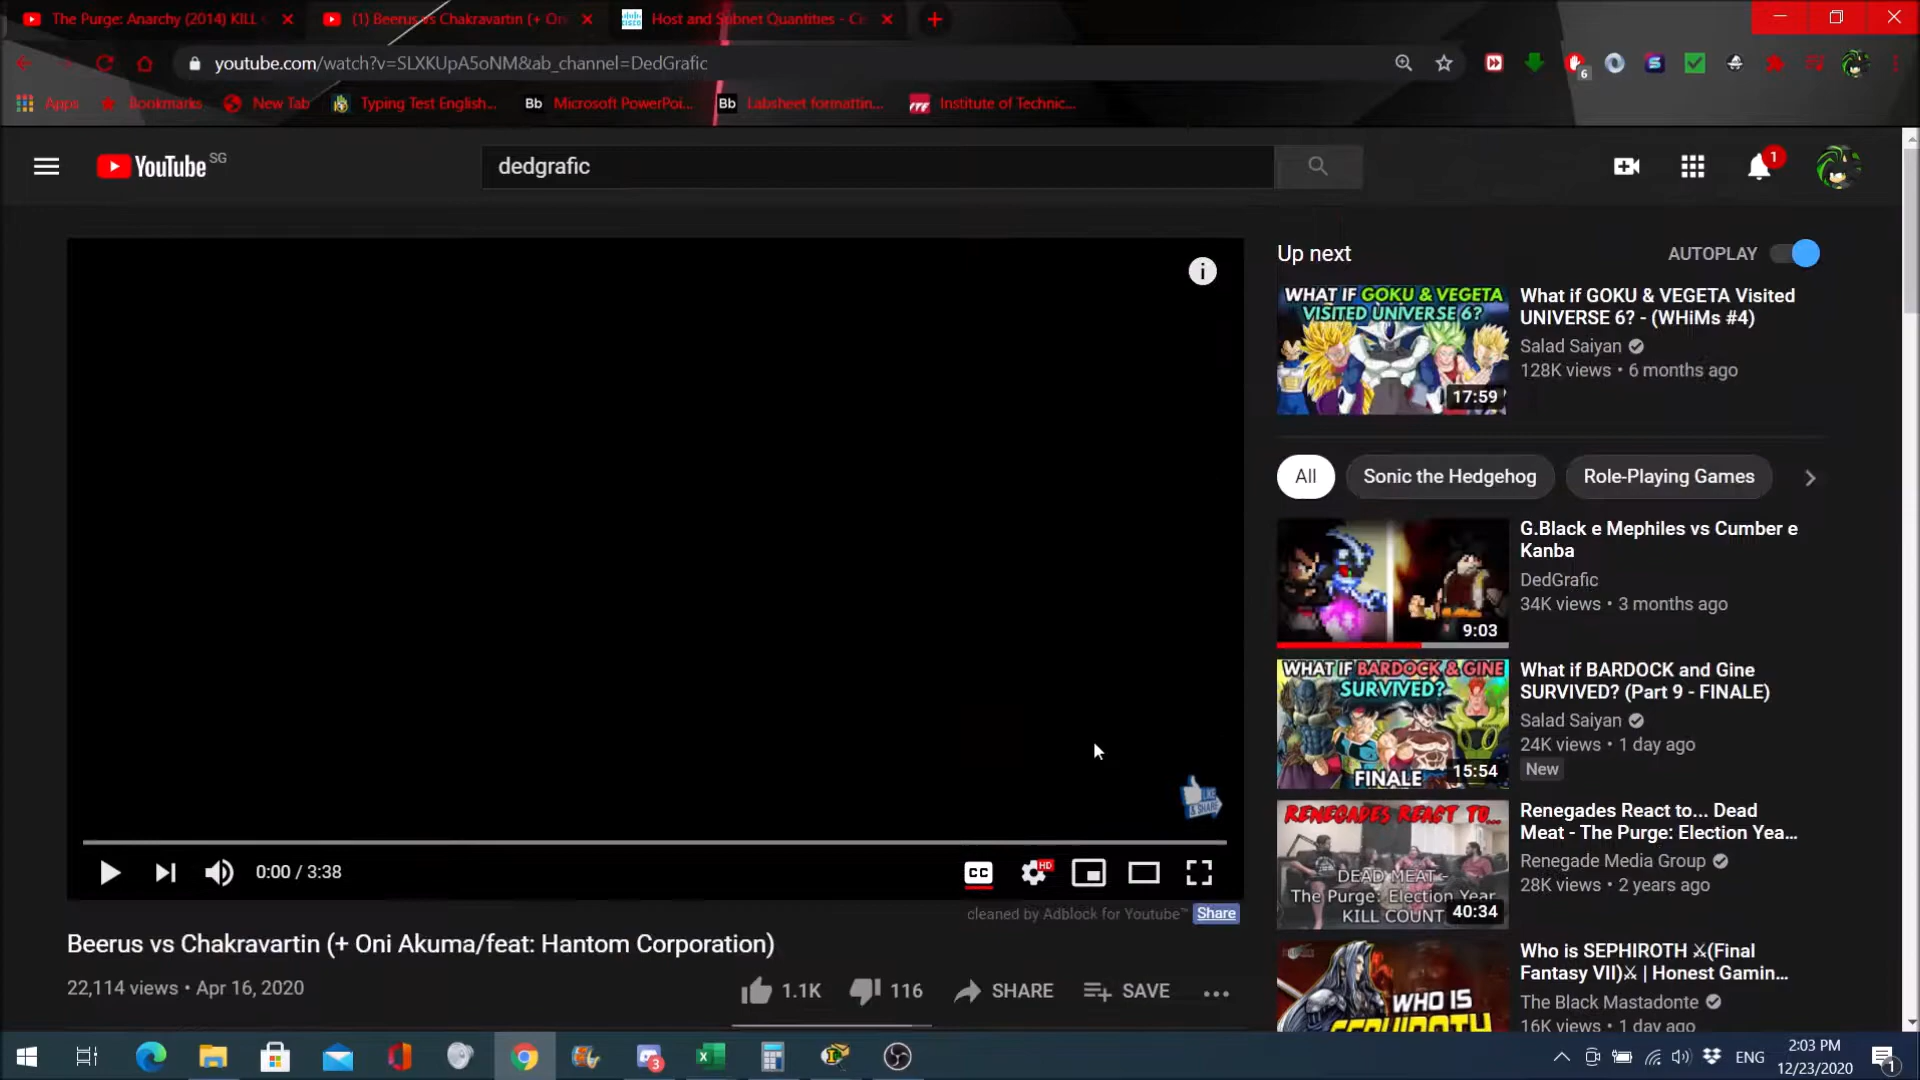 The Purge: Anarchy (2014) KILL
(1) Beerus vs Chakravartin (+ Oni
Host and Subnet Quantities - Ci
youtube.com/watch?v=SLXKUpA5oNM&ab_channel=DedGrafic
6
Apps
Bookmarks
New Tab
Typing Test English...
Bb Microsoft PowerPoi...
Bb Labsheet formattin...
Institute of Technic...
YouTube SG
dedgrafic
1
Up next
AUTOPLAY
WHAT IF GOKU & VEGETA
VISITED UNIVERSE 6?
17:59
What if GOKU & VEGETA Visited
UNIVERSE 6? - (WHiMs #4)
Salad Saiyan
128K views • 6 months ago
All
Sonic the Hedgehog
Role-Playing Games
9:03
G.Black e Mephiles vs Cumber e
Kanba
DedGrafic
34K views • 3 months ago
WHAT IF BARDOCK & GINE
SURVIVED?
FINALE
15:54
What if BARDOCK and Gine
SURVIVED? (Part 9 - FINALE)
Salad Saiyan
24K views • 1 day ago
New
RENEGADES REACT TO...
DEAD MEAT -
The Purge: Election Year
KILL COUNT
40:34
Renegades React to... Dead
Meat - The Purge: Election Yea...
Renegade Media Group
28K views • 2 years ago
WHO IS
SEPHIROTH
Who is SEPHIROTH ⚔(Final
Fantasy VII)⚔ | Honest Gamin...
The Black Mastadonte
16K views • 1 day ago
LIKE
& SHARE
0:00 / 3:38
CC
HD
cleaned by Adblock for Youtube™ Share
Beerus vs Chakravartin (+ Oni Akuma/feat: Hantom Corporation)
22,114 views • Apr 16, 2020
1.1K
116
SHARE
SAVE
3
ENG
2:03 PM
12/23/2020
1